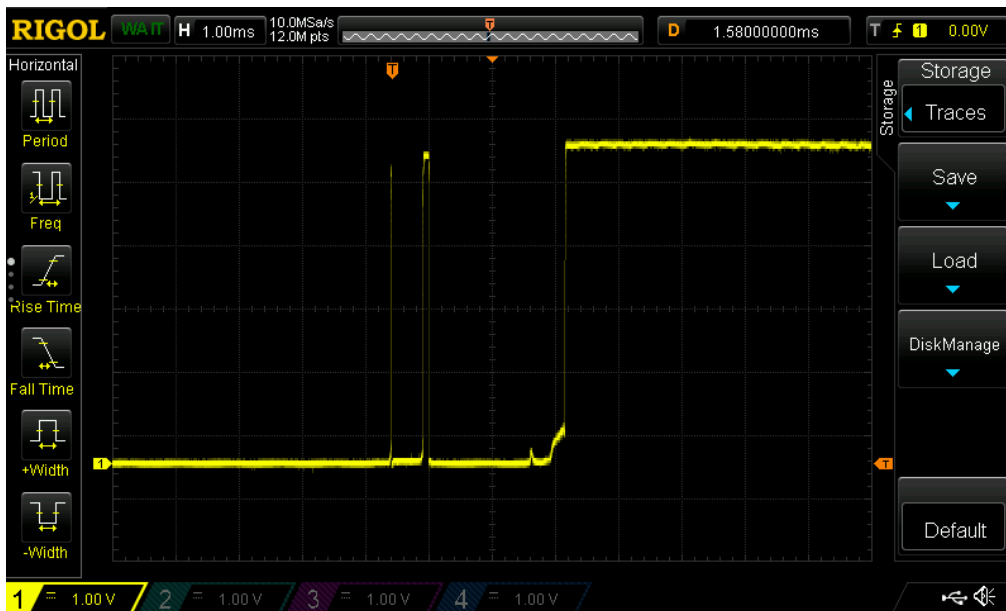 RIGOL WAIT H 1.00ms 10.0MSa/s 12.0M pts D 1.58000000ms T 1 0.00V
Horizontal
Period
Freq
Rise Time
Fall Time
+Width
-Width
T
1
T
Storage
Storage
Traces
Save
Load
DiskManage
Default
1 = 1.00 V 2 = 1.00 V 3 = 1.00 V 4 = 1.00 V